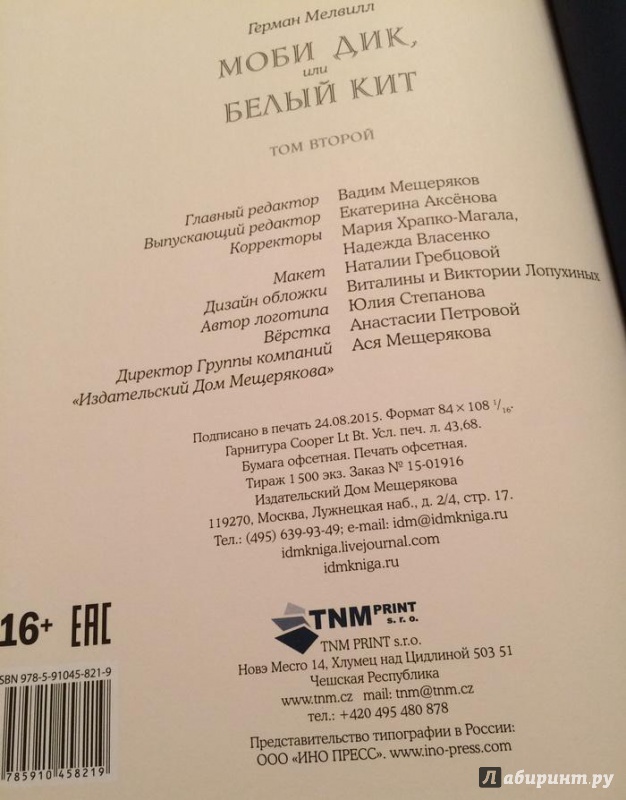 Герман Мелвилл
МОБИ ДИК,
или
БЕЛЫЙ КИТ
ТОМ ВТОРОЙ
Главный редактор Вадим Мещеряков
Выпускающий редактор Екатерина Аксёнова
Корректоры Мария Храпко-Магала,
Надежда Власенко
Макет Наталии Гребцовой
Дизайн обложки Виталины и Виктории Лопухиных
Автор логотипа Юлия Степанова
Вёрстка Анастасии Петровой
Директор Группы компаний Ася Мещерякова
«Издательский Дом Мещерякова»
Подписано в печать 24.08.2015. Формат 84 × 108 1/16.
Гарнитура Cooper Lt Bt. Усл. печ. л. 43,68.
Бумага офсетная. Печать офсетная.
Тираж 1 500 экз. Заказ № 15-01916
Издательский Дом Мещерякова
119270, Москва, Лужнецкая наб., д. 2/4, стр. 17.
Тел.: (495) 639-93-49; e-mail: idm@idmkniga.ru
idmkniga.livejournal.com
idmkniga.ru
16+ EAC
TNM PRINT
s. r. o.
TNM PRINT s.r.o.
Новэ Место 14, Хлумец над Цидлиной 503 51
Чешская Республика
www.tnm.cz mail: tnm@tnm.cz
тел.: +420 495 480 878
Представительство типографии в России:
ООО «ИНО ПРЕСС». www.ino-press.com
ISBN 978-5-91045-821-9
785910 458219
Лабиринт.ру